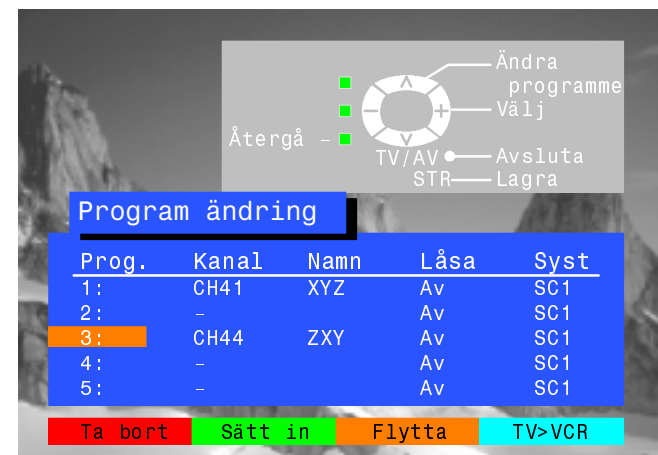 Ändra
programme
Välj
Återgå –
TV/AV Avsluta
STR Lagra
Program ändring
Prog. Kanal Namn Låsa Syst
1: CH41 XYZ Av SC1
2: – Av SC1
3: CH44 ZXY Av SC1
4: – Av SC1
5: – Av SC1
Ta bort Sätt in Flytta TV>VCR